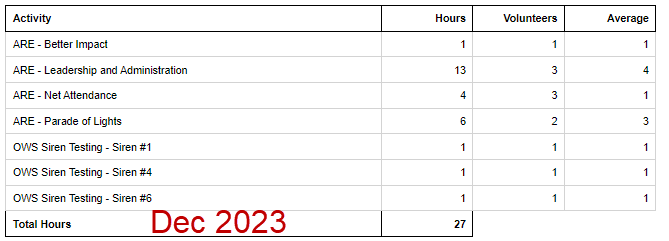 Activity Hours Volunteers Average
ARE - Better Impact 1 1 1
ARE - Leadership and Administration 13 3 4
ARE - Net Attendance 4 3 1
ARE - Parade of Lights 6 2 3
OWS Siren Testing - Siren #1 1 1 1
OWS Siren Testing - Siren #4 1 1 1
OWS Siren Testing - Siren #6 1 1 1
Total Hours Dec 2023 27